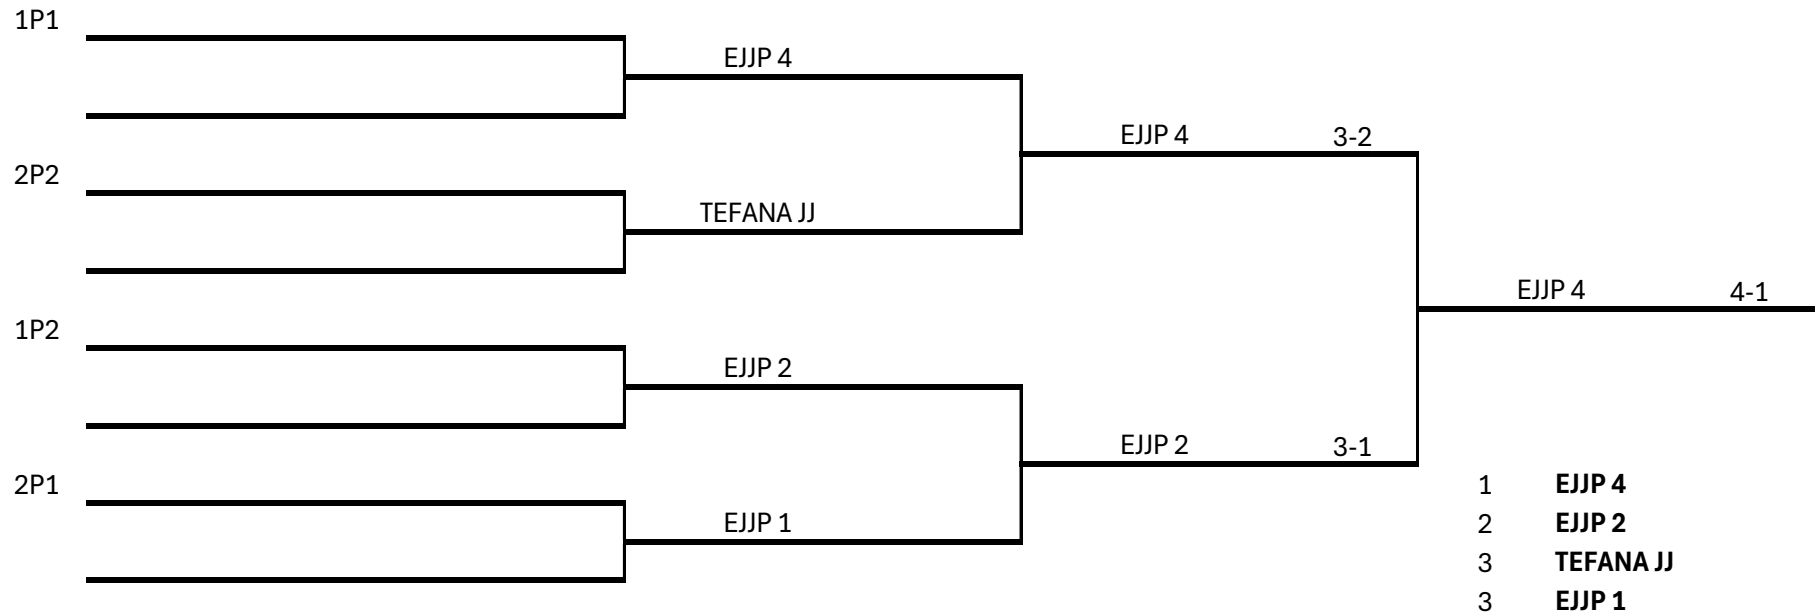 1P1
EJJP 4
EJJP 4 3-2
2P2
TEFANA JJ
EJJP 4 4-1
1P2
EJJP 2
EJJP 2 3-1
2P1
EJJP 1
1 EJJP 4
2 EJJP 2
3 TEFANA JJ
3 EJJP 1